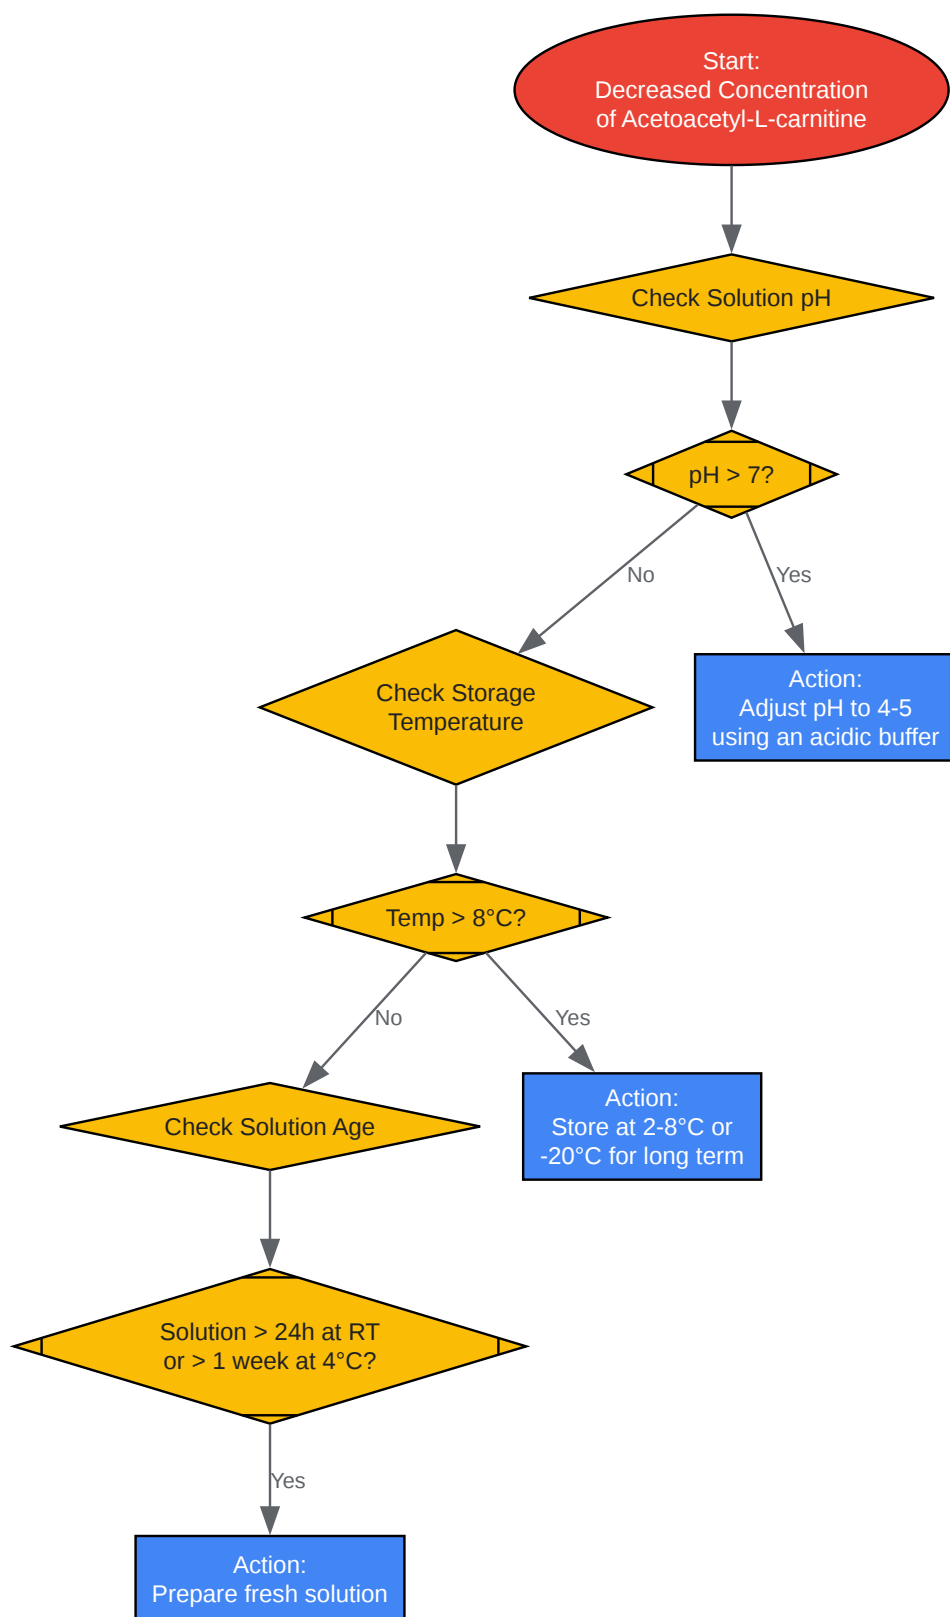 Start:
Decreased Concentration
of Acetoacetyl-L-carnitine
Check Solution pH
pH > 7?
No
Yes
Check Storage
Temperature
Action:
Adjust pH to 4-5
using an acidic buffer
Temp > 8°C?
No
Yes
Check Solution Age
Action:
Store at 2-8°C or
-20°C for long term
Solution > 24h at RT
or > 1 week at 4°C?
Yes
Action:
Prepare fresh solution